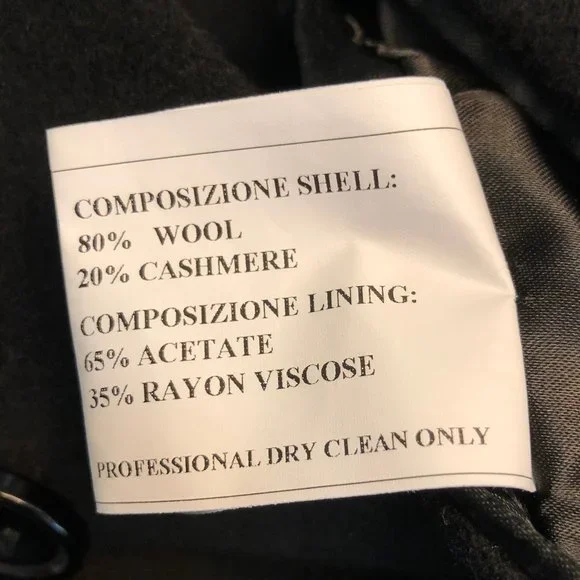 COMPOSIZIONE SHELL:
80% WOOL
20% CASHMERE
COMPOSIZIONE LINING:
65% ACETATE
35% RAYON VISCOSE
PROFESSIONAL DRY CLEAN ONLY